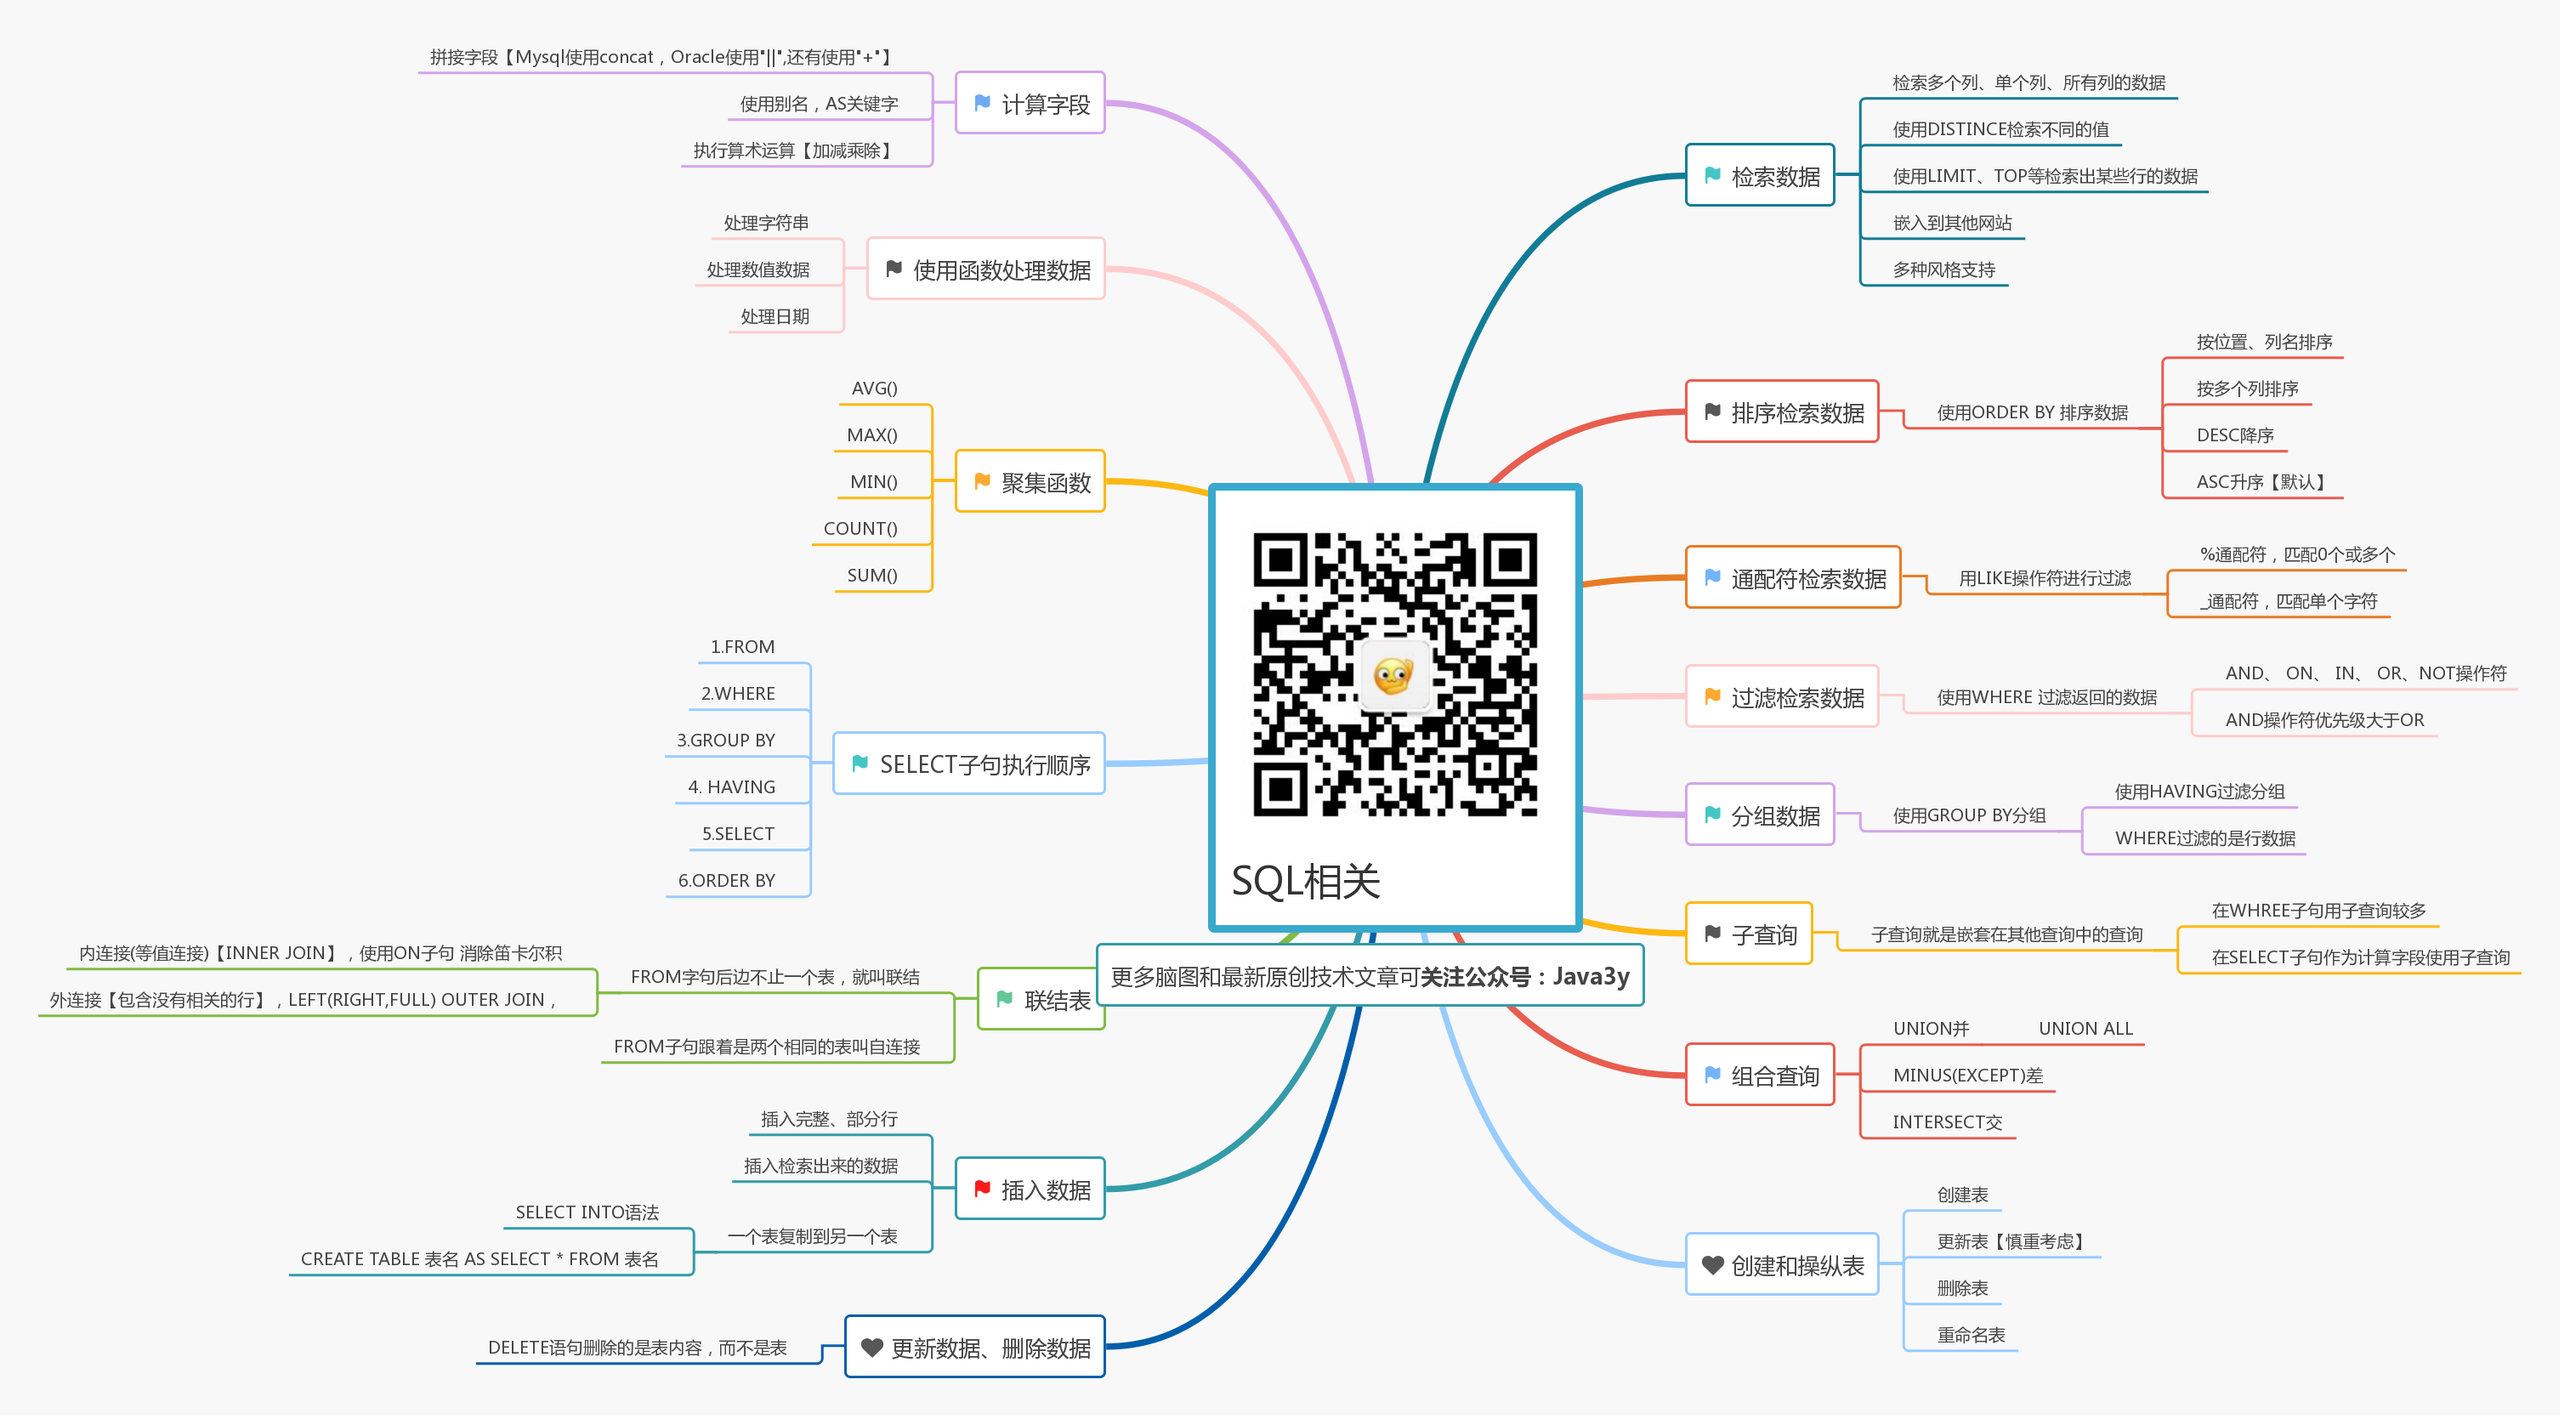 SQL相关
更多脑图和最新原创技术文章可关注公众号：Java3y
计算字段
拼接字段【Mysql使用concat，Oracle使用"||",还有使用"+"】
使用别名，AS关键字
执行算术运算【加减乘除】
使用函数处理数据
处理字符串
处理数值数据
处理日期
聚集函数
AVG()
MAX()
MIN()
COUNT()
SUM()
SELECT子句执行顺序
1.FROM
2.WHERE
3.GROUP BY
4. HAVING
5.SELECT
6.ORDER BY
联结表
FROM字句后边不止一个表，就叫联结
内连接(等值连接)【INNER JOIN】，使用ON子句 消除笛卡尔积
外连接【包含没有相关的行】，LEFT(RIGHT,FULL) OUTER JOIN，
FROM子句跟着是两个相同的表叫自连接
插入数据
插入完整、部分行
插入检索出来的数据
一个表复制到另一个表
SELECT INTO语法
CREATE TABLE 表名 AS SELECT * FROM 表名
更新数据、删除数据
DELETE语句删除的是表内容，而不是表
检索数据
检索多个列、单个列、所有列的数据
使用DISTINCE检索不同的值
使用LIMIT、TOP等检索出某些行的数据
嵌入到其他网站
多种风格支持
排序检索数据
使用ORDER BY 排序数据
按位置、列名排序
按多个列排序
DESC降序
ASC升序【默认】
通配符检索数据
用LIKE操作符进行过滤
%通配符，匹配0个或多个
_通配符，匹配单个字符
过滤检索数据
使用WHERE 过滤返回的数据
AND、 ON、 IN、 OR、NOT操作符
AND操作符优先级大于OR
分组数据
使用GROUP BY分组
使用HAVING过滤分组
WHERE过滤的是行数据
子查询
子查询就是嵌套在其他查询中的查询
在WHREE子句用子查询较多
在SELECT子句作为计算字段使用子查询
组合查询
UNION并
UNION ALL
MINUS(EXCEPT)差
INTERSECT交
创建和操纵表
创建表
更新表【慎重考虑】
删除表
重命名表